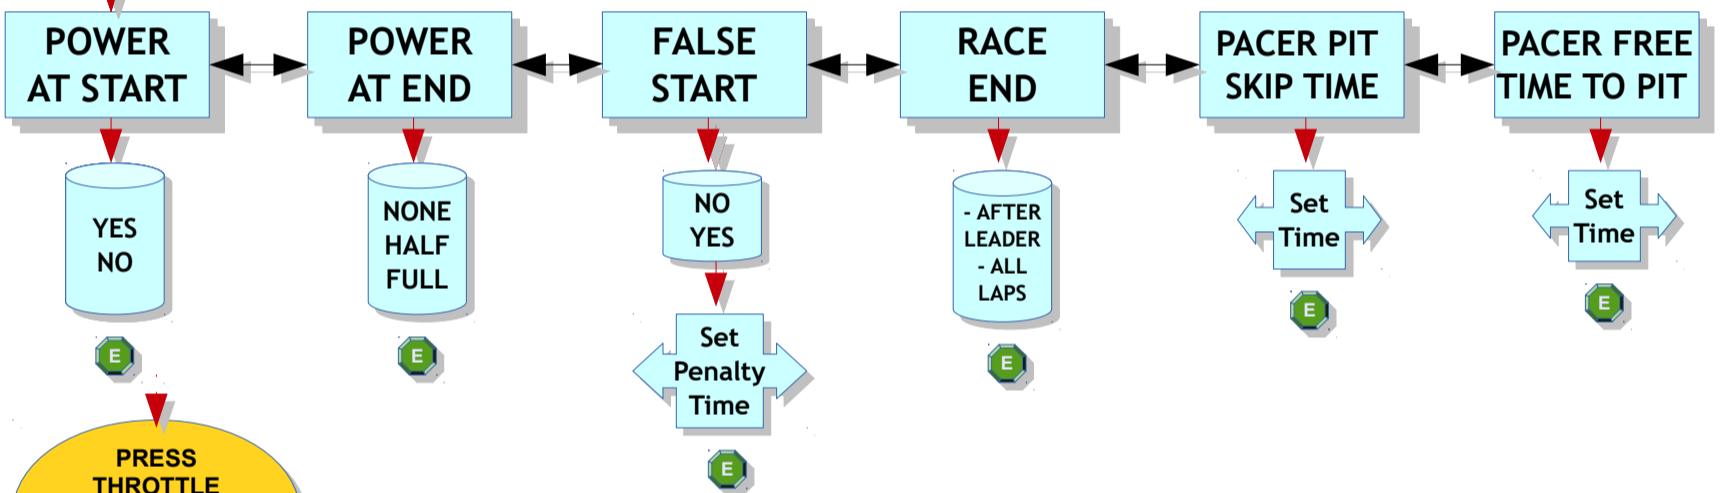 POWER
AT START
POWER
AT END
FALSE
START
RACE
END
PACER PIT
SKIP TIME
PACER FREE
TIME TO PIT
YES
NO
E
NONE
HALF
FULL
E
NO
YES
Set
Penalty
Time
E
- AFTER
LEADER
- ALL
LAPS
E
Set
Time
E
Set
Time
E
PRESS
THROTTLE